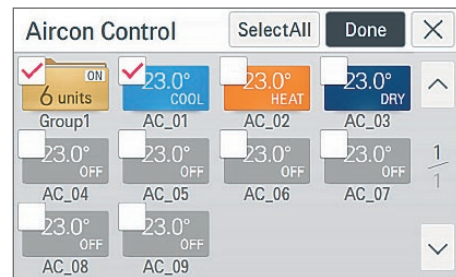 Aircon Control SelectAll Done
ON
6 units 23.0° COOL 23.0° HEAT 23.0° DRY
Group1 AC_01 AC_02 AC_03
23.0° OFF 23.0° OFF 23.0° OFF 23.0° OFF
1
1
AC_04 AC_05 AC_06 AC_07
23.0° OFF 23.0° OFF
AC_08 AC_09